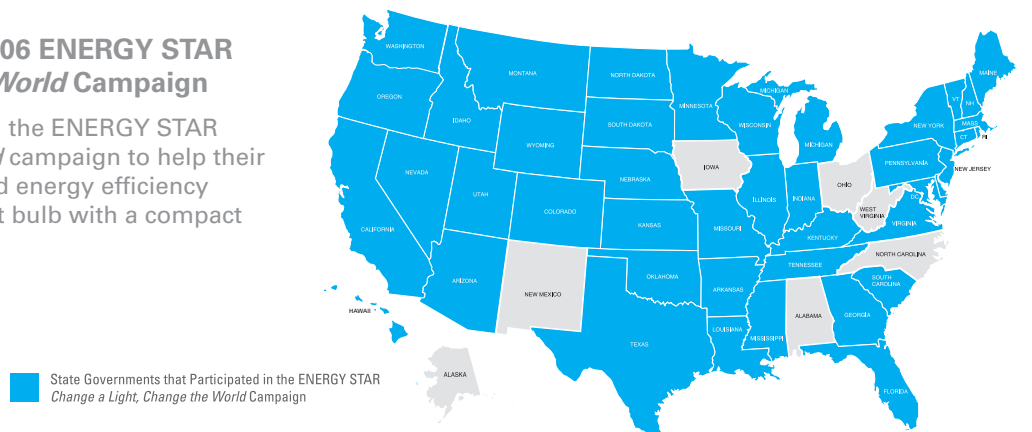 06 ENERGY STAR
World Campaign
the ENERGY STAR
campaign to help their
energy efficiency
bulb with a compact
WASHINGTON
OREGON
CALIFORNIA
NEVADA
IDAHO
MONTANA
WYOMING
UTAH
ARIZONA
COLORADO
NEW MEXICO
NORTH DAKOTA
SOUTH DAKOTA
NEBRASKA
KANSAS
OKLAHOMA
TEXAS
MINNESOTA
IOWA
MISSOURI
ARKANSAS
LOUISIANA
WISCONSIN
ILLINOIS
MICHIGAN
MICHIGAN
INDIANA
OHIO
KENTUCKY
TENNESSEE
MISSISSIPPI
ALABAMA
GEORGIA
FLORIDA
SOUTH
CAROLINA
NORTH CAROLINA
VIRGINIA
WEST
VIRGINIA
DC
PENNSYLVANIA
NEW JERSEY
NEW YORK
CT
RI
MASS
VT
NH
MAINE
HAWAII
ALASKA
State Governments that Participated in the ENERGY STAR
Change a Light, Change the World Campaign